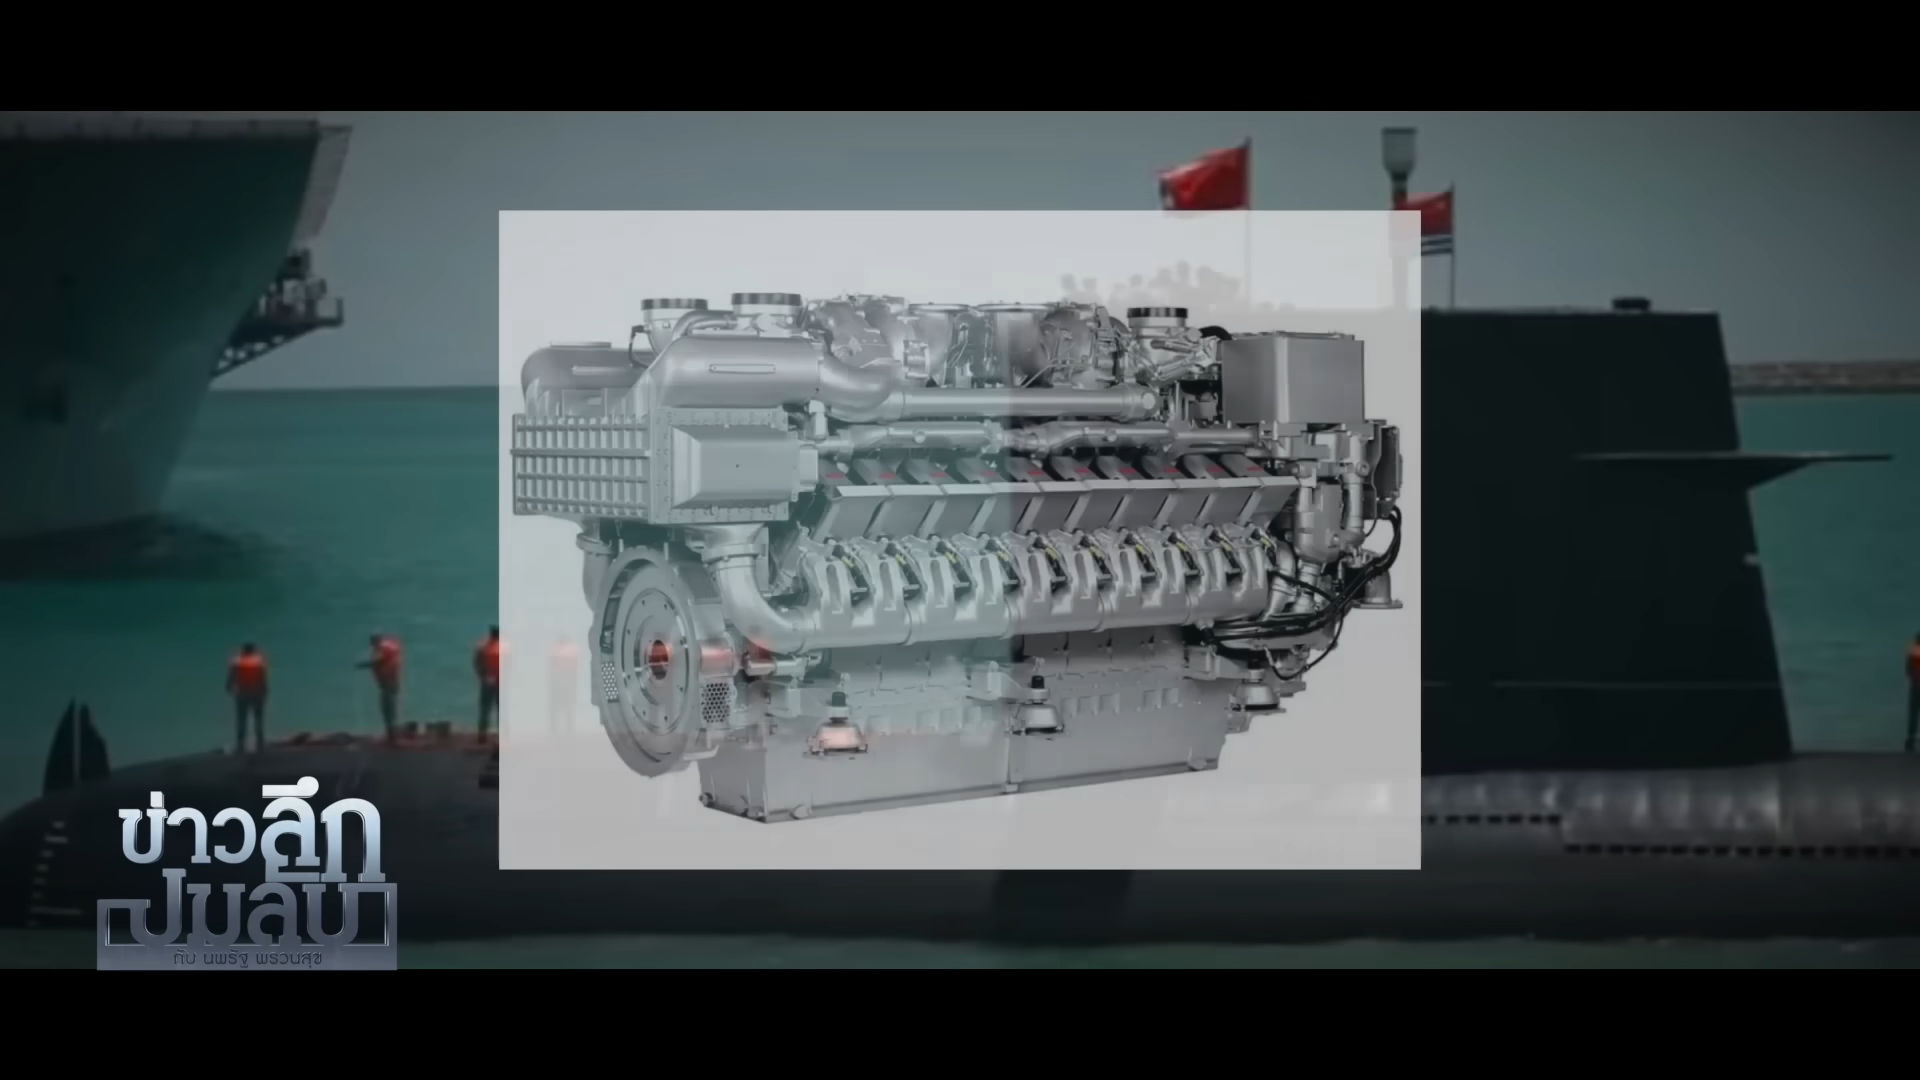 ข่าวลึก
ปมลับ
กับ นพรัฐ พรวนสุข